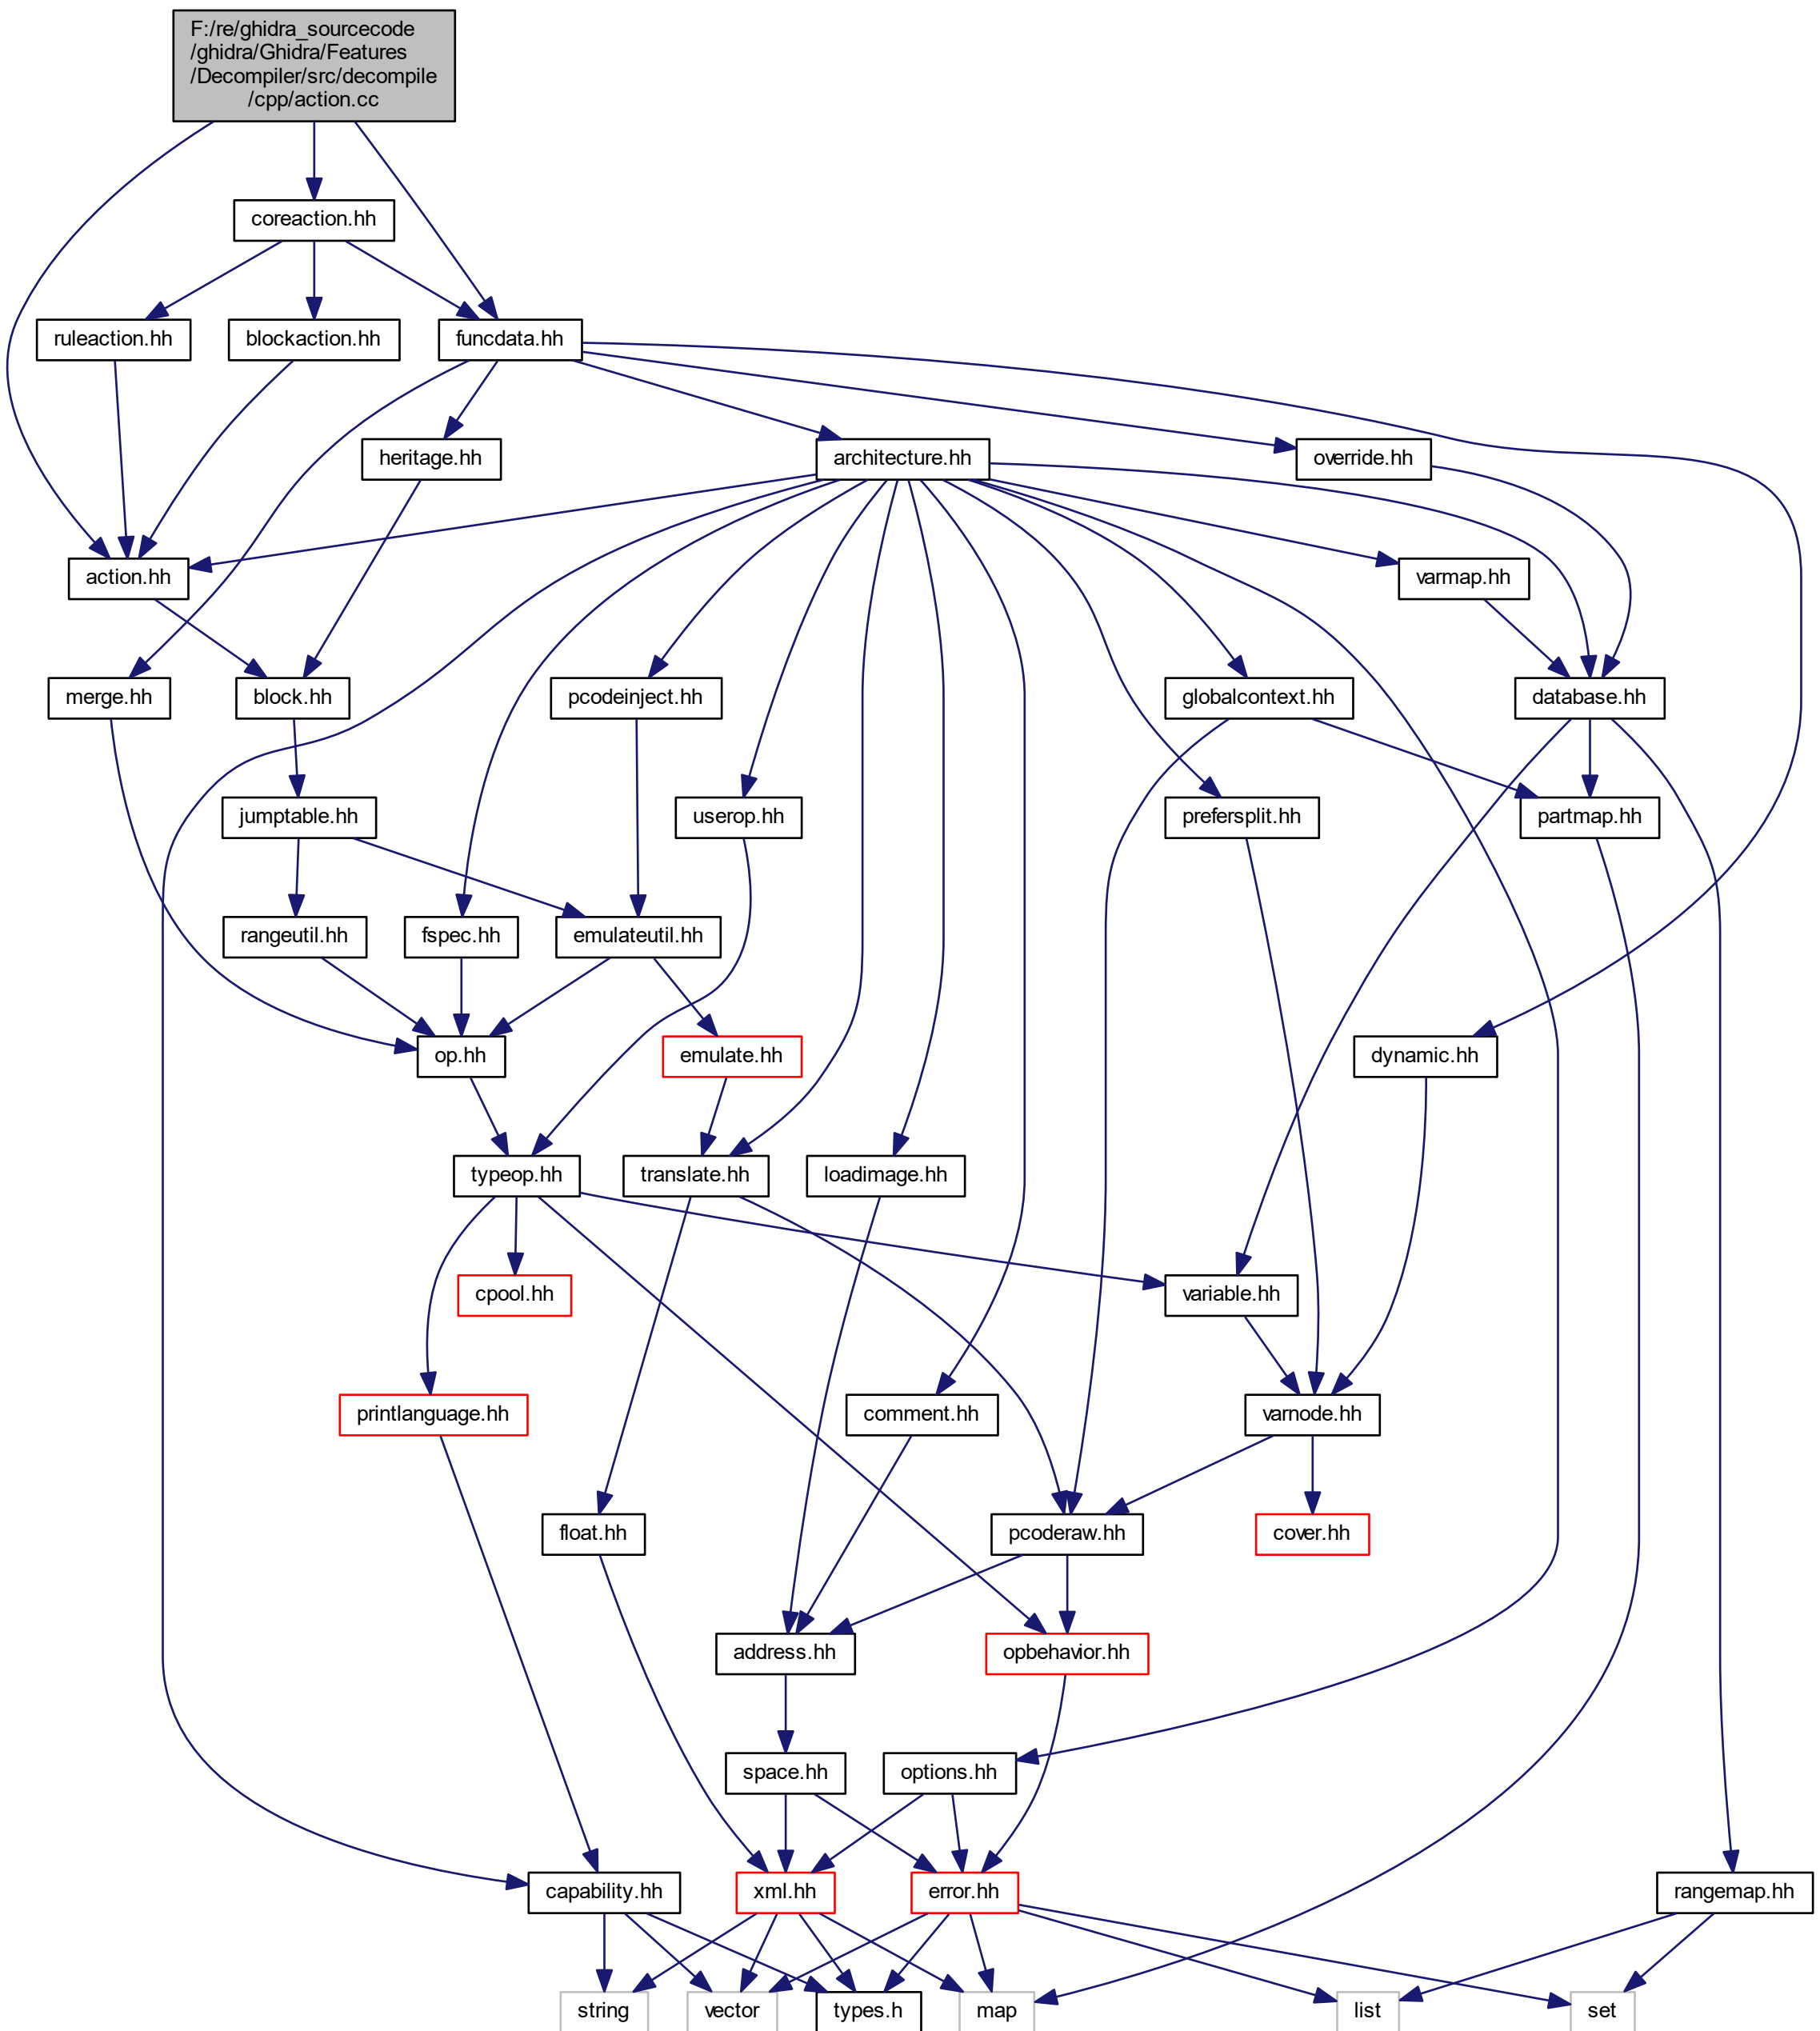 F:/re/ghidra_sourcecode
/ghidra/Ghidra/Features
/Decompiler/src/decompile
/cpp/action.cc
coreaction.hh
ruleaction.hh
blockaction.hh
funcdata.hh
heritage.hh
architecture.hh
override.hh
action.hh
varmap.hh
merge.hh
block.hh
pcodeinject.hh
globalcontext.hh
database.hh
jumptable.hh
userop.hh
prefersplit.hh
partmap.hh
rangeutil.hh
fspec.hh
emulateutil.hh
op.hh
emulate.hh
dynamic.hh
typeop.hh
translate.hh
loadimage.hh
cpool.hh
variable.hh
printlanguage.hh
comment.hh
varnode.hh
float.hh
pcoderaw.hh
cover.hh
address.hh
opbehavior.hh
space.hh
options.hh
capability.hh
xml.hh
error.hh
rangemap.hh
string
vector
types.h
map
list
set